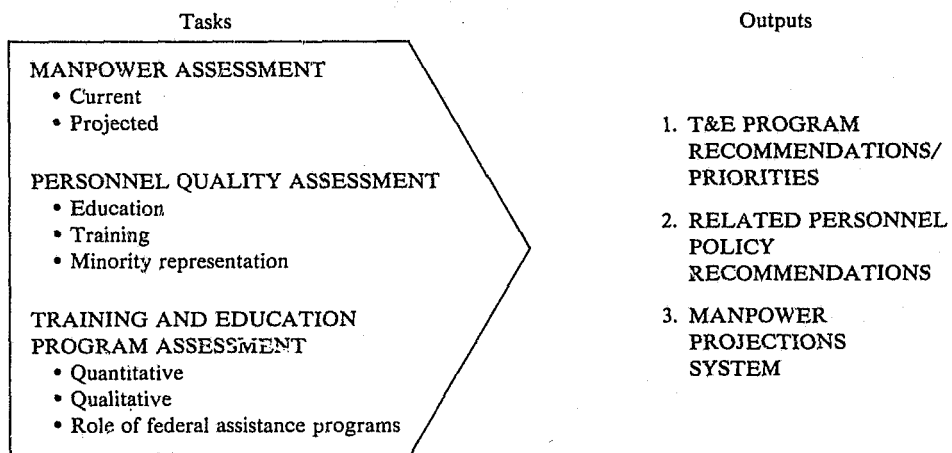 Tasks
MANPOWER ASSESSMENT
• Current
• Projected
PERSONNEL QUALITY ASSESSMENT
• Education
• Training
• Minority representation
TRAINING AND EDUCATION
PROGRAM ASSESSMENT
• Quantitative
• Qualitative
• Role of federal assistance programs
Outputs
1. T&E PROGRAM
RECOMMENDATIONS/
PRIORITIES
2. RELATED PERSONNEL
POLICY
RECOMMENDATIONS
3. MANPOWER
PROJECTIONS
SYSTEM